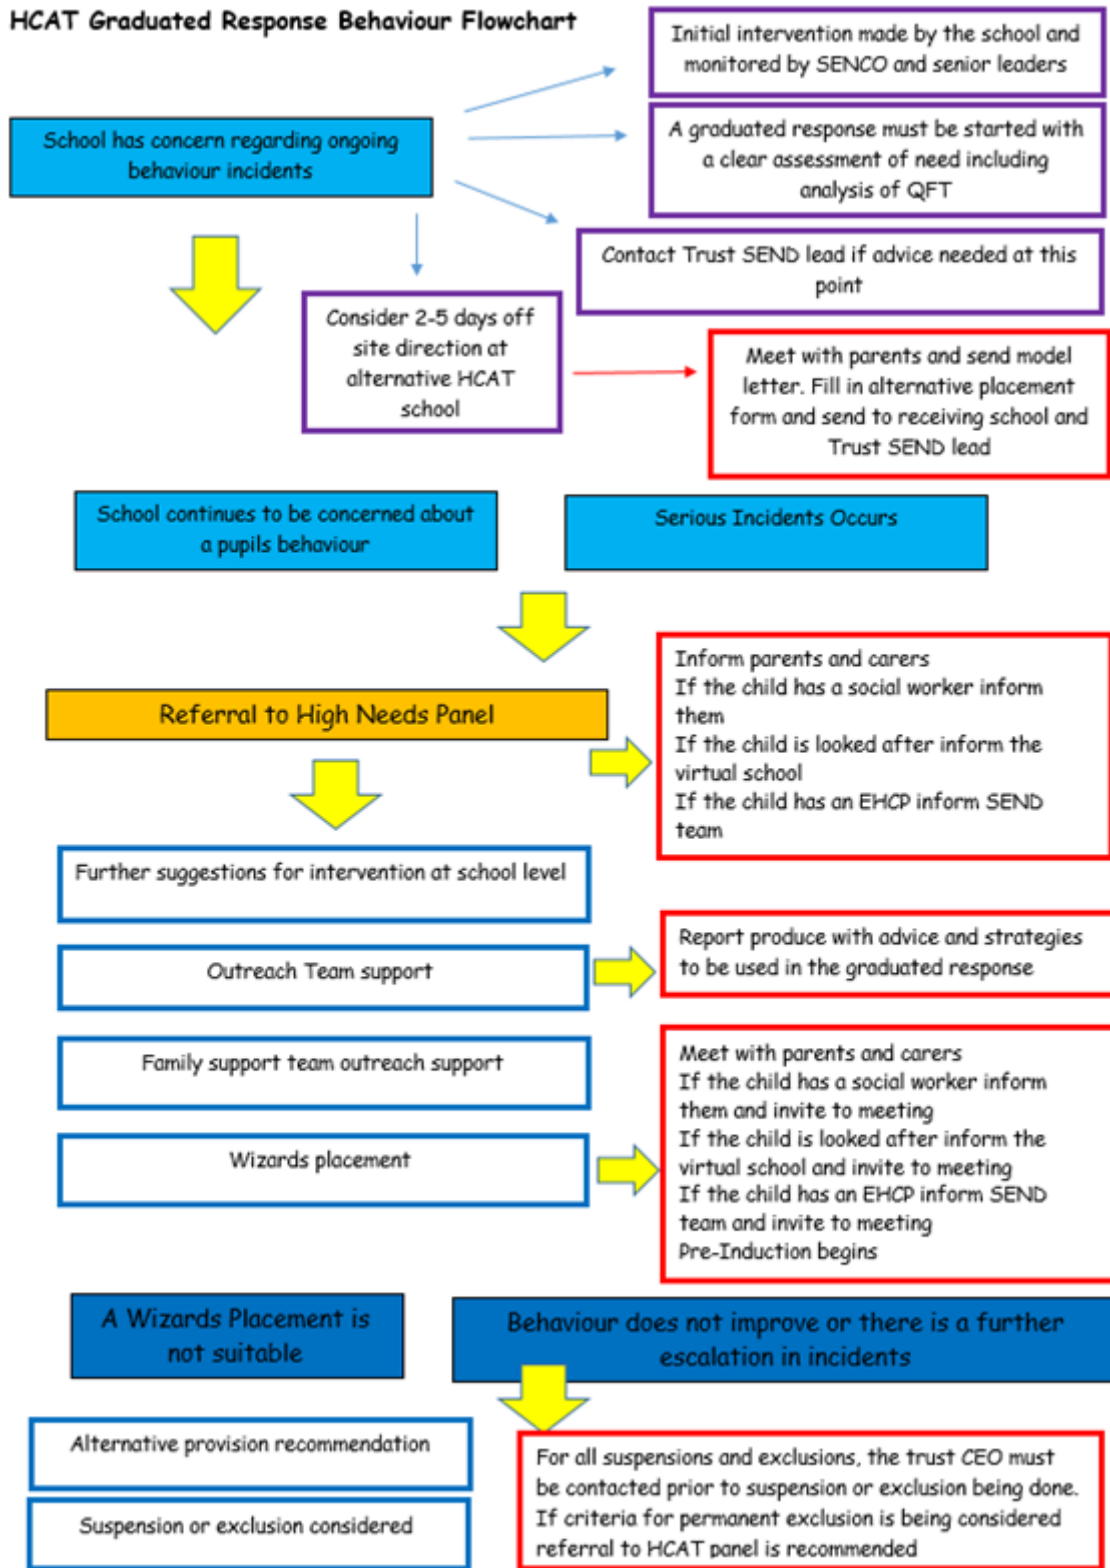 HCAT Graduated Response Behaviour Flowchart
Initial intervention made by the school and
monitored by SENCO and senior leaders
School has concern regarding ongoing
behaviour incidents
A graduated response must be started with
a clear assessment of need including
analysis of QFT
Contact Trust SEND lead if advice needed at this
point
Consider 2-5 days off
site direction at
alternative HCAT
school
Meet with parents and send model
letter. Fill in alternative placement
form and send to receiving school and
Trust SEND lead
School continues to be concerned about
a pupils behaviour
Serious Incidents Occurs
Referral to High Needs Panel
Inform parents and carers
If the child has a social worker inform
them
If the child is looked after inform the
virtual school
If the child has an EHCP inform SEND
team
Further suggestions for intervention at school level
Outreach Team support
Report produce with advice and strategies
to be used in the graduated response
Family support team outreach support
Wizards placement
Meet with parents and carers
If the child has a social worker inform
them and invite to meeting
If the child is looked after inform the
virtual school and invite to meeting
If the child has an EHCP inform SEND
team and invite to meeting
Pre-Induction begins
A Wizards Placement is
not suitable
Behaviour does not improve or there is a further
escalation in incidents
Alternative provision recommendation
Suspension or exclusion considered
For all suspensions and exclusions, the trust CEO must
be contacted prior to suspension or exclusion being done.
If criteria for permanent exclusion is being considered
referral to HCAT panel is recommended